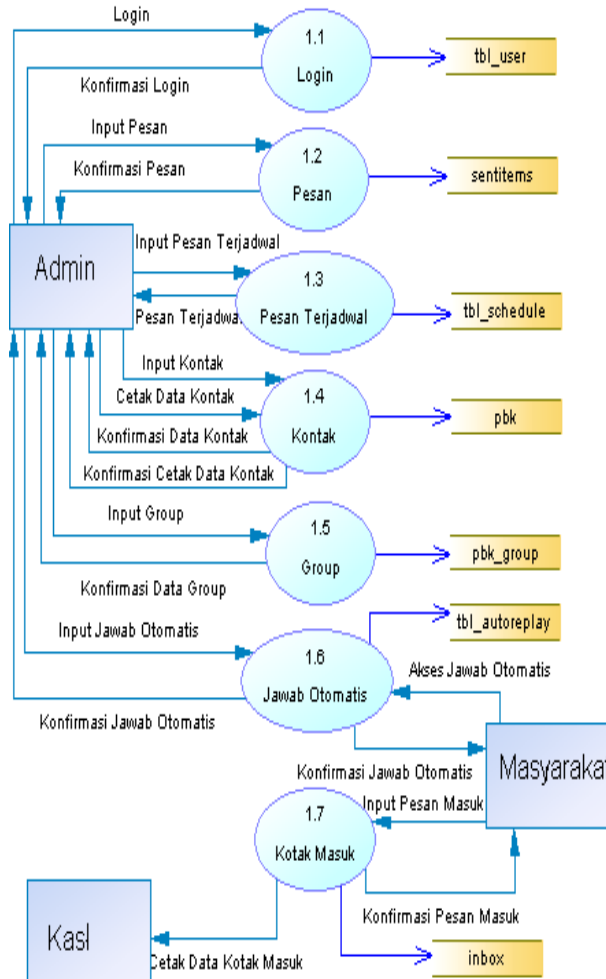 Login
1.1
Login
tbl_user
Konfirmasi Login
Input Pesan
1.2
Pesan
sentitems
Konfirmasi Pesan
Admin
Input Pesan Terjadwal
1.3
Pesan Terjadwal
tbl_schedule
Pesan Terjadwal
Input Kontak
Cetak Data Kontak
1.4
Kontak
pbk
Konfirmasi Data Kontak
Konfirmasi Cetak Data Kontak
Input Group
1.5
Group
pbk_group
Konfirmasi Data Group
tbl_autoreplay
Input Jawab Otomatis
1.6
Jawab Otomatis
Akses Jawab Otomatis
Konfirmasi Jawab Otomatis
Konfirmasi Jawab Otomatis
Masyarakat
Input Pesan Masuk
1.7
Kotak Masuk
Konfirmasi Pesan Masuk
KasI
Cetak Data Kotak Masuk
inbox